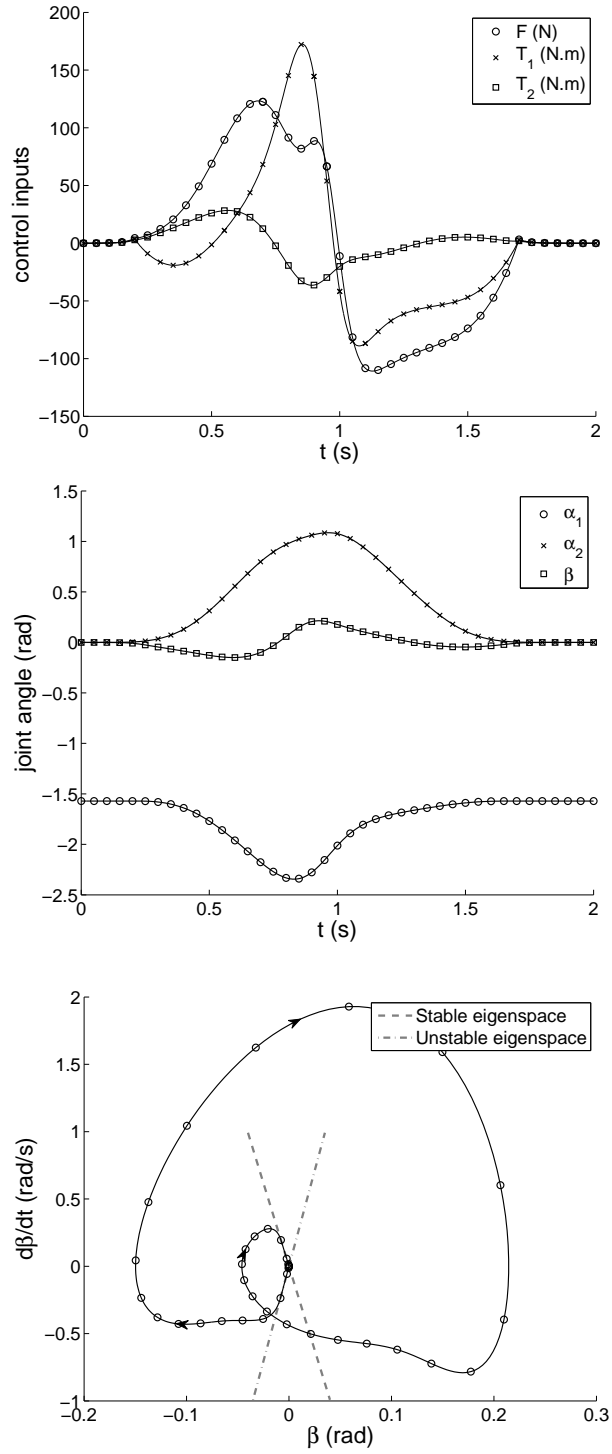 200
150
100
50
0
−50
−100
−150
control inputs
F (N)
T1 (N.m)
T2 (N.m)
0 0.5 1 1.5 2
t (s)
1.5
1
0.5
0
−0.5
−1
−1.5
−2
−2.5
joint angle (rad)
α1
α2
β
0 0.5 1 1.5 2
t (s)
2
1.5
1
0.5
0
−0.5
−1
dβ/dt (rad/s)
Stable eigenspace
Unstable eigenspace
−0.2 −0.1 0 0.1 0.2 0.3
β (rad)